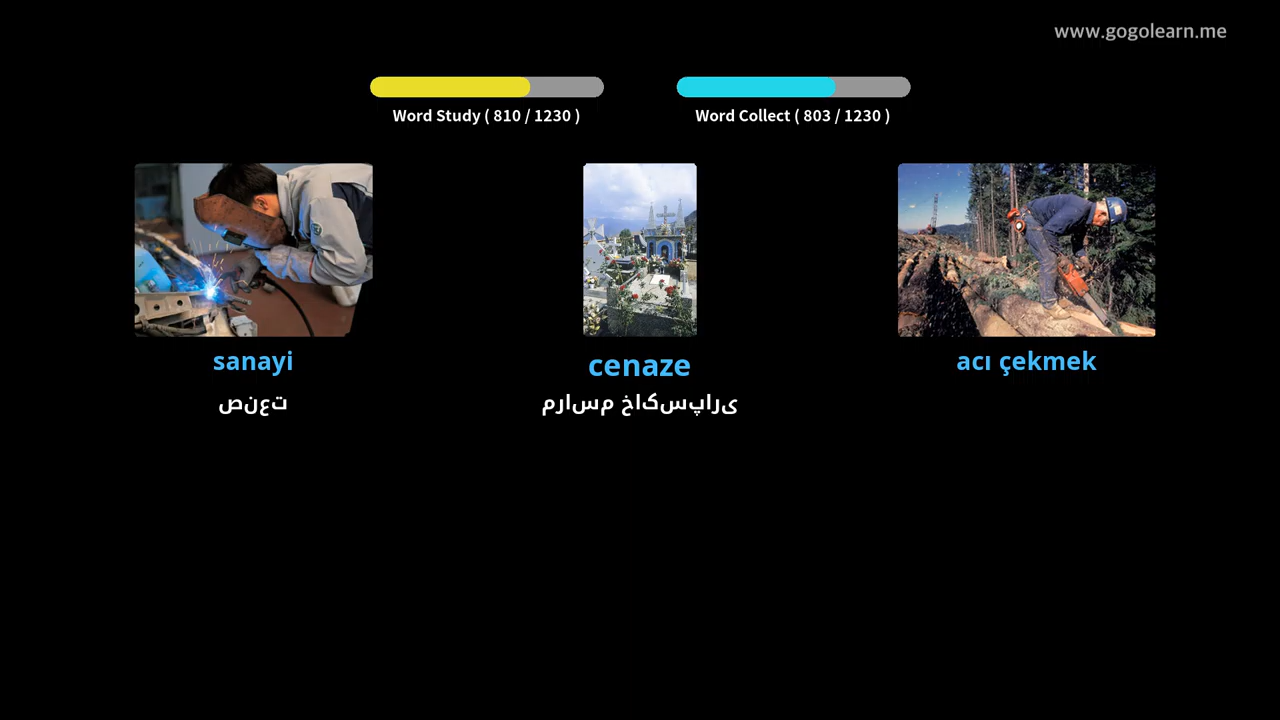 www.gogolearn.me
Word Study ( 810 / 1230 )
Word Collect ( 803 / 1230 )
sanayi
cenaze
acı çekmek
صنعت
مراسم خاکسپاری